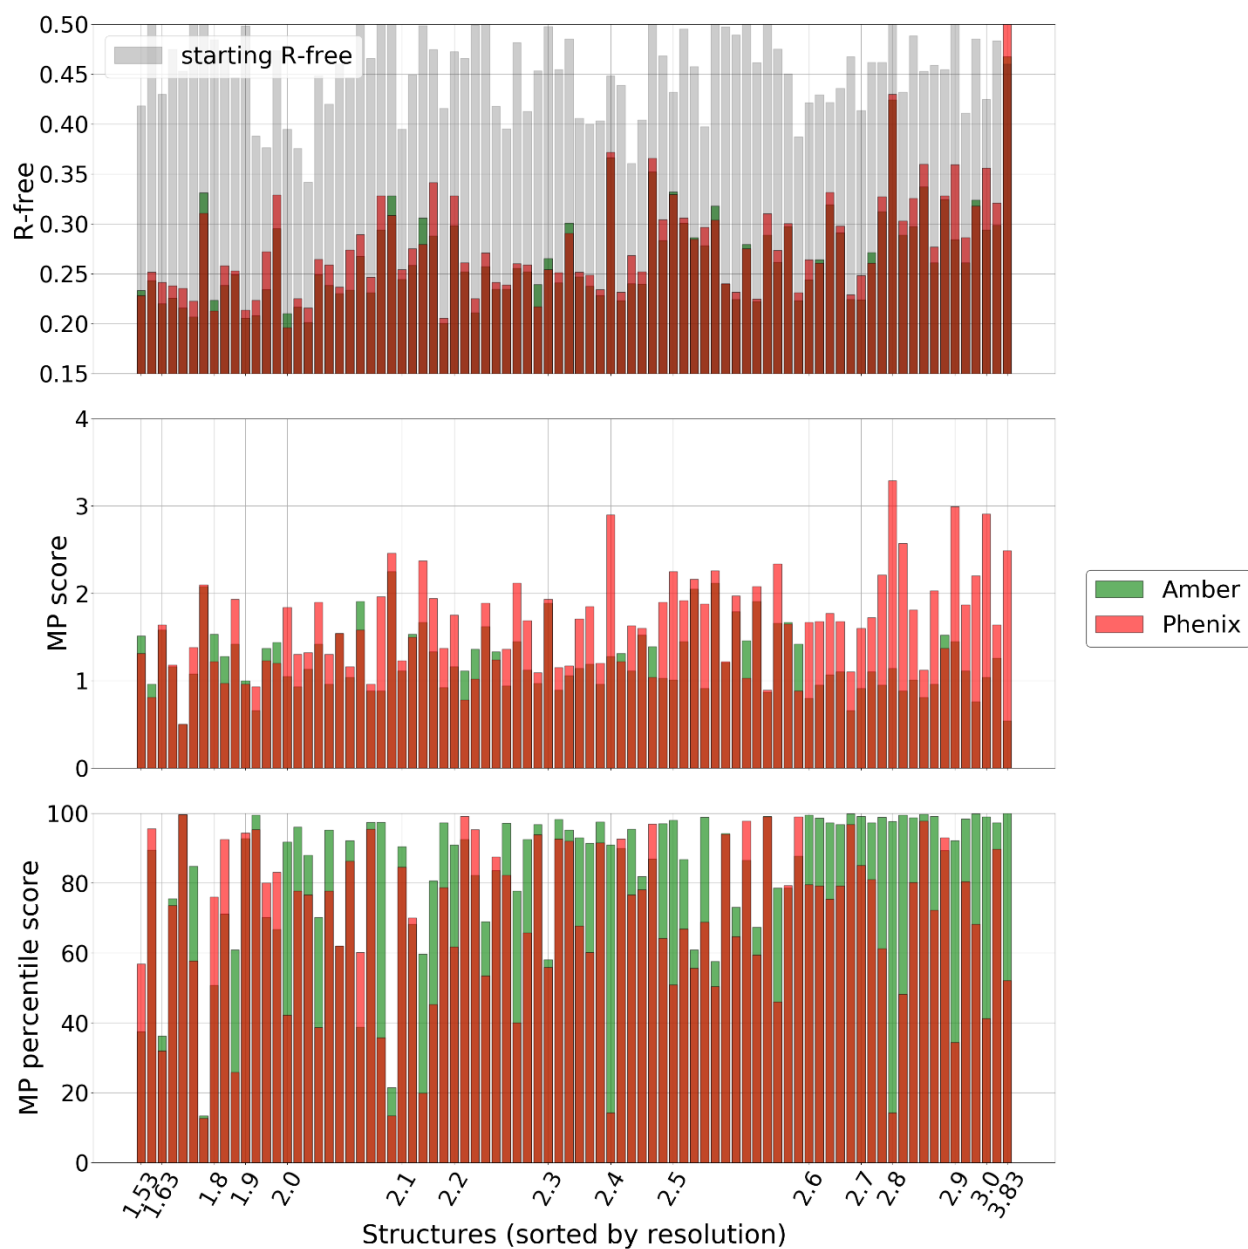 0.50
0.45
0.40
0.35
0.30
0.25
0.20
0.15
R-free
starting R-free
4
3
2
1
0
MP score
Amber
Phenix
100
80
60
40
20
0
MP percentile score
1.53 1.63 1.8 1.9 2.0 2.1 2.2 2.3 2.4 2.5 2.6 2.7 2.8 2.9 3.0 3.83
Structures (sorted by resolution)